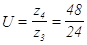 U = z₄/z₃ = 48/24